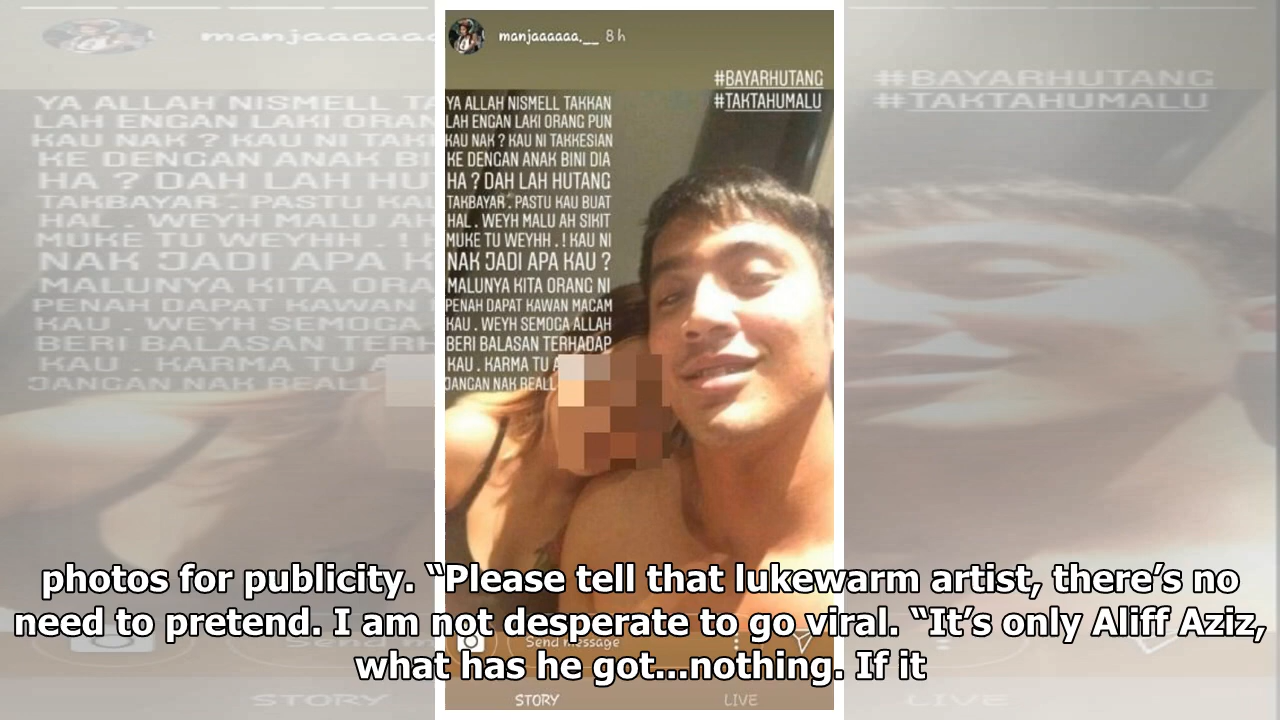 manjaaaaaa.__ 8h
#BAYARHUTANG
#TAKTAHUMALU
YA ALLAH NISMELL TAKKAN
LAH ENGAN LAKI ORANG PUN
KAU NAK ? KAU NI TAKKESIAN
KE DENGAN ANAK BINI DIA
HA ? DAH LAH HUTANG
TAKBAYAR . PASTU KAU BUAT
HAL . WEYH MALU AH SIKIT
MUKE TU WEYHH . ! KAU NI
NAK JADI APA KAU ?
MALUNYA KITA ORANG NI
PENAH DAPAT KAWAN MACAM
KAU . WEYH SEMOGA ALLAH
BERI BALASAN TERHADAP
KAU . KARMA TU A
JANGAN NAK REALL
photos for publicity. “Please tell that lukewarm artist, there’s no
need to pretend. I am not desperate to go viral. “It’s only Aliff Aziz,
what has he got...nothing. If it
Send message
STORY LIVE